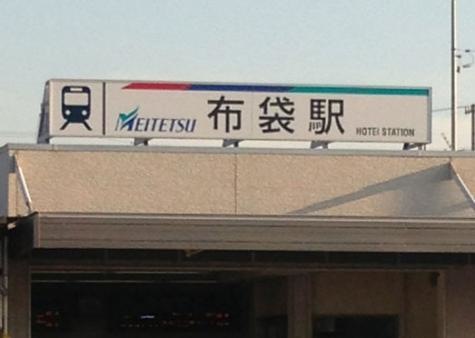 MEITETSU 布袋駅 HOTEI STATION